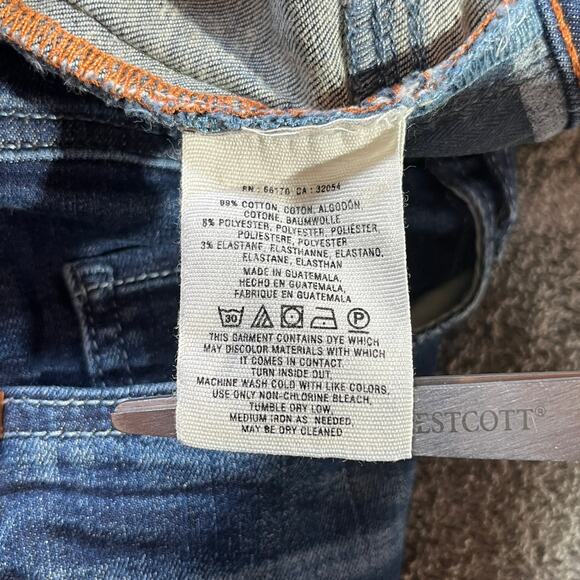 RN : 66170 CA : 32054
89% COTTON, COTON, ALGODÓN,
COTONE, BAUMWOLLE
8% POLYESTER, POLYESTER, POLIÉSTER,
POLIESTERE, POLYESTER
3% ELASTANE, ELASTHANNE, ELASTANO,
ELASTANE, ELASTHAN
MADE IN GUATEMALA,
HECHO EN GUATEMALA,
FABRIQUE EN GUATEMALA
30 P
THIS GARMENT CONTAINS DYE WHICH
MAY DISCOLOR MATERIALS WITH WHICH
IT COMES IN CONTACT.
TURN INSIDE OUT.
MACHINE WASH COLD WITH LIKE COLORS,
USE ONLY NON-CHLORINE BLEACH,
TUMBLE DRY LOW,
MEDIUM IRON AS NEEDED,
MAY BE DRY CLEANED
ESTCOTT®